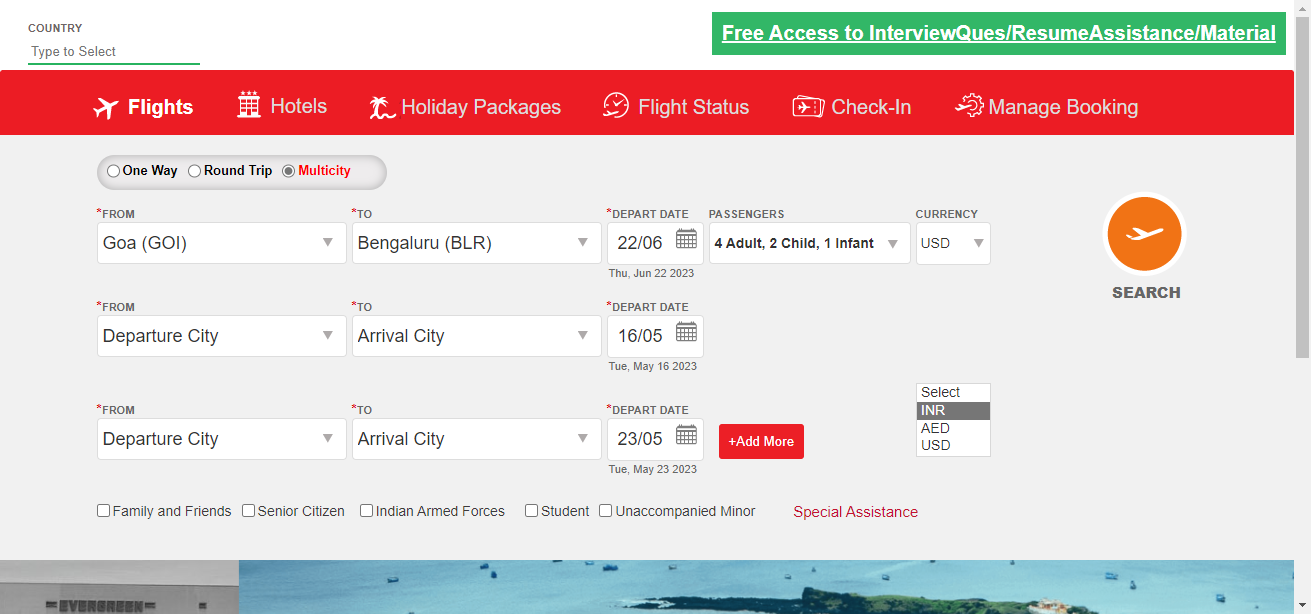 COUNTRY
Type to Select
Free Access to InterviewQues/ResumeAssistance/Material
Flights Hotels Holiday Packages Flight Status Check-In Manage Booking
One Way Round Trip Multicity
*FROM *TO *DEPART DATE PASSENGERS CURRENCY
Goa (GOI) Bengaluru (BLR) 22/06 4 Adult, 2 Child, 1 Infant USD
Thu, Jun 22 2023
SEARCH
*FROM *TO *DEPART DATE
Departure City Arrival City 16/05
Tue, May 16 2023
Select
INR
AED
USD
*FROM *TO *DEPART DATE
Departure City Arrival City 23/05 +Add More
Tue, May 23 2023
Family and Friends Senior Citizen Indian Armed Forces Student Unaccompanied Minor Special Assistance
EVERGREEN